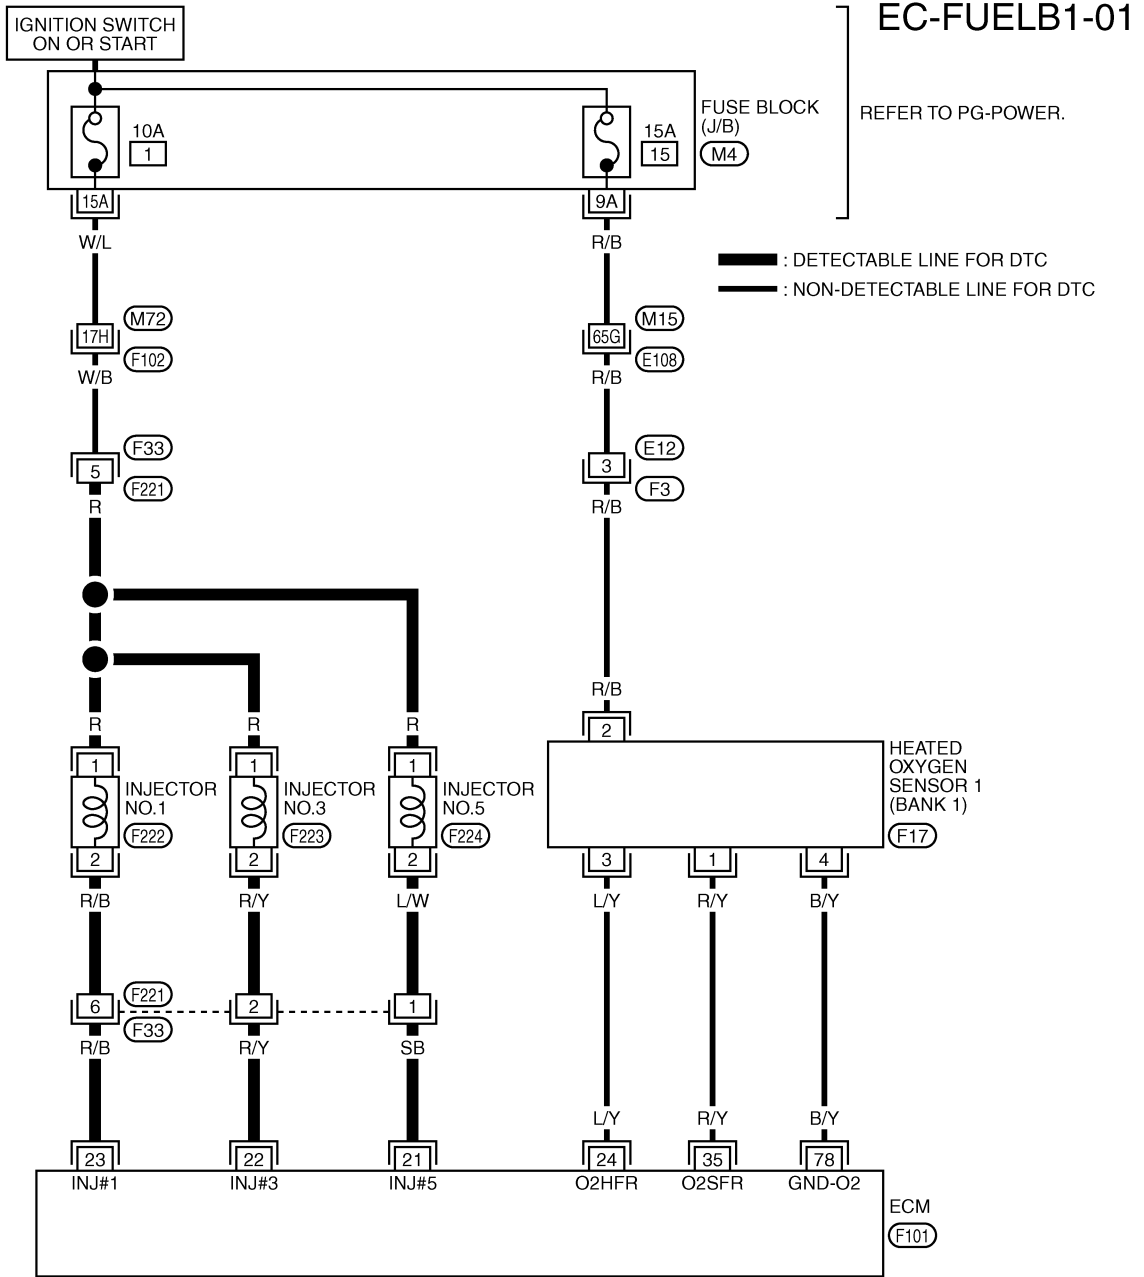 EC-FUELB1-01
IGNITION SWITCH
ON OR START
10A
1
15A
15
FUSE BLOCK
(J/B)
M4
REFER TO PG-POWER.
15A
9A
W/L
R/B
: DETECTABLE LINE FOR DTC
: NON-DETECTABLE LINE FOR DTC
17H
M72
F102
65G
M15
E108
W/B
R/B
5
F33
F221
3
E12
F3
R
R/B
R/B
R
R
R
2
1
1
1
INJECTOR
NO.1
F222
INJECTOR
NO.3
F223
INJECTOR
NO.5
F224
HEATED
OXYGEN
SENSOR 1
(BANK 1)
F17
2
2
2
3
1
4
R/B
R/Y
L/W
L/Y
R/Y
B/Y
6
F221
F33
2
1
R/B
R/Y
SB
L/Y
R/Y
B/Y
23
22
21
24
35
78
INJ#1
INJ#3
INJ#5
O2HFR
O2SFR
GND-O2
ECM
F101